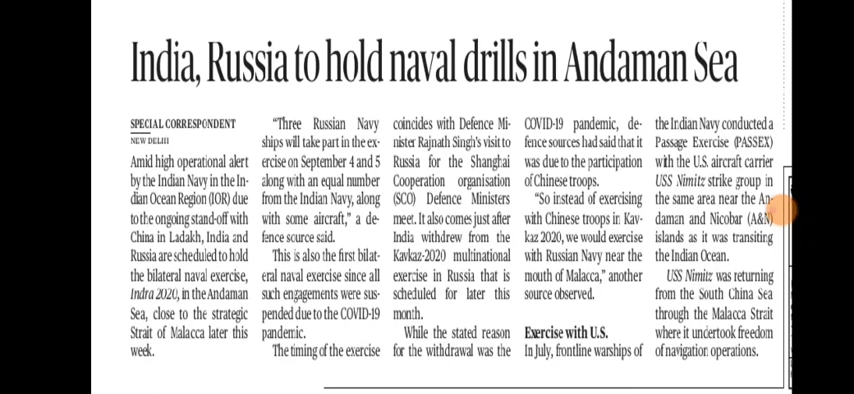 India, Russia to hold naval drills in Andaman Sea
SPECIAL CORRESPONDENT
NEW DELHI
Amid high operational alert
by the Indian Navy in the In-
dian Ocean Region (IOR) due
to the ongoing stand-off with
China in Ladakh, India and
Russia are scheduled to hold
the bilateral naval exercise,
Indra 2020, in the Andaman
Sea, close to the strategic
Strait of Malacca later this
week.
“Three Russian Navy
ships will take part in the ex-
ercise on September 4 and 5
along with an equal number
from the Indian Navy, along
with some aircraft,” a de-
fence source said.
This is also the first bilat-
eral naval exercise since all
such engagements were sus-
pended due to the COVID-19
pandemic.
The timing of the exercise
coincides with Defence Mi-
nister Rajnath Singh's visit to
Russia for the Shanghai
Cooperation organisation
(SCO) Defence Ministers
meet. It also comes just after
India withdrew from the
Kavkaz-2020 multinational
exercise in Russia that is
scheduled for later this
month.
While the stated reason
for the withdrawal was the
COVID-19 pandemic, de-
fence sources had said that it
was due to the participation
of Chinese troops.
“So instead of exercising
with Chinese troops in Kav-
kaz 2020, we would exercise
with Russian Navy near the
mouth of Malacca,” another
source observed.
Exercise with U.S.
In July, frontline warships of
the Indian Navy conducted a
Passage Exercise (PASSEX)
with the U.S. aircraft carrier
USS Nimitz strike group in
the same area near the An-
daman and Nicobar (A&N)
islands as it was transiting
the Indian Ocean.
USS Nimitz was returning
from the South China Sea
through the Malacca Strait
where it undertook freedom
of navigation operations.